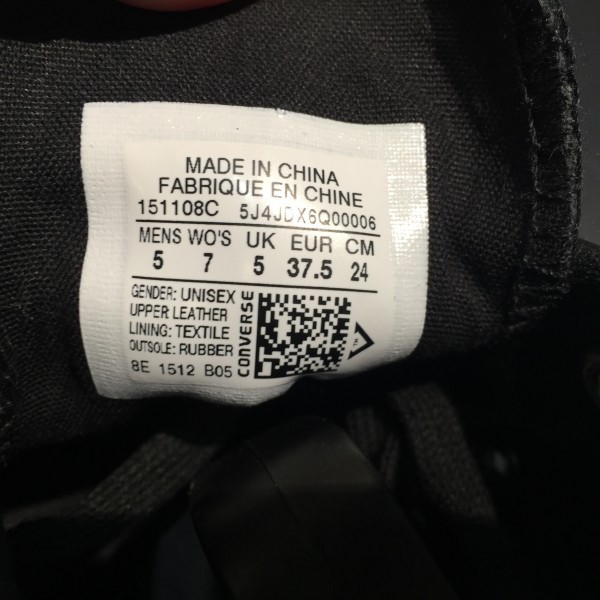 MADE IN CHINA
FABRIQUE EN CHINE
151108C 5J4JDX6Q00006
MENS WO'S UK EUR CM
5 7 5 37.5 24
GENDER: UNISEX
UPPER LEATHER
LINING: TEXTILE
OUTSOLE: RUBBER
8E 1512 B05
CONVERSE
TM